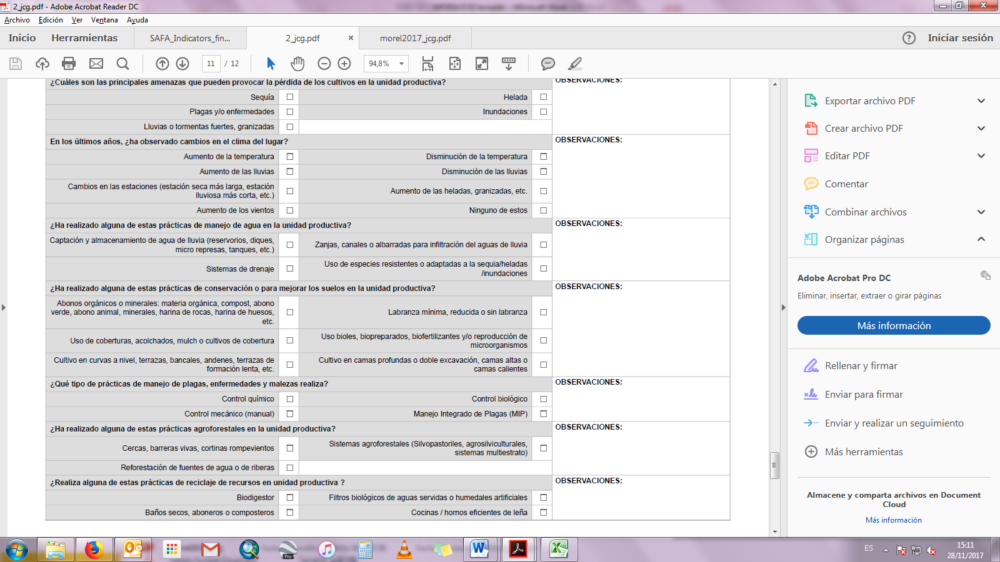 2_jcg.pdf - Adobe Acrobat Reader DC
Archivo Edición Ver Ventana Ayuda
Inicio Herramientas SAFA_Indicators_fin... 2_jcg.pdf × morel2017_jcg.pdf ? Iniciar sesión
11 / 12 94,8%
¿Cuáles son las principales amenazas que pueden provocar la pérdida de los cultivos en la unidad productiva? OBSERVACIONES:
Sequía Helada
Plagas y/o enfermedades Inundaciones
Lluvias o tormentas fuertes, granizadas
En los últimos años, ¿ha observado cambios en el clima del lugar? OBSERVACIONES:
Aumento de la temperatura Disminución de la temperatura
Aumento de las lluvias Disminución de las lluvias
Cambios en las estaciones (estación seca más larga, estación
lluviosa más corta, etc.) Aumento de las heladas, granizadas, etc.
Aumento de los vientos Ninguno de estos
¿Ha realizado alguna de estas prácticas de manejo de agua en la unidad productiva? OBSERVACIONES:
Captación y almacenamiento de agua de lluvia (reservorios, diques,
micro represas, tanques, etc.) Zanjas, canales o albarradas para infiltración del aguas de lluvia
Sistemas de drenaje Uso de especies resistentes o adaptadas a la sequia/heladas
/inundaciones
¿Ha realizado alguna de estas prácticas de conservación o para mejorar los suelos en la unidad productiva? OBSERVACIONES:
Abonos orgánicos o minerales: materia orgánica, compost, abono
verde, abono animal, minerales, harina de rocas, harina de huesos,
etc. Labranza mínima, reducida o sin labranza
Uso de coberturas, acolchados, mulch o cultivos de cobertura Uso bioles, biopreparados, biofertilizantes y/o reproducción de
microorganismos
Cultivo en curvas a nivel, terrazas, bancales, andenes, terrazas de
formación lenta, etc. Cultivo en camas profundas o doble excavación, camas altas o
camas calientes
¿Qué tipo de prácticas de manejo de plagas, enfermedades y malezas realiza? OBSERVACIONES:
Control químico Control biológico
Control mecánico (manual) Manejo Integrado de Plagas (MIP)
¿Ha realizado alguna de estas prácticas agroforestales en la unidad productiva? OBSERVACIONES:
Cercas, barreras vivas, cortinas rompevientos Sistemas agroforestales (Silvopastoriles, agrosilviculturales,
sistemas multiestrato)
Reforestación de fuentes de agua o de riberas
¿Realiza alguna de estas prácticas de reciclaje de recursos en unidad productiva ? OBSERVACIONES:
Biodigestor Filtros biológicos de aguas servidas o humedales artificiales
Baños secos, aboneros o composteros Cocinas / hornos eficientes de leña
Exportar archivo PDF
Crear archivo PDF
Editar PDF
Comentar
Combinar archivos
Organizar páginas
Adobe Acrobat Pro DC
Eliminar, insertar, extraer o girar páginas
Más información
Rellenar y firmar
Enviar para firmar
Enviar y realizar un seguimiento
Más herramientas
Almacene y comparta archivos en Document
Cloud
Más información
Pro
ES 15:11
28/11/2017